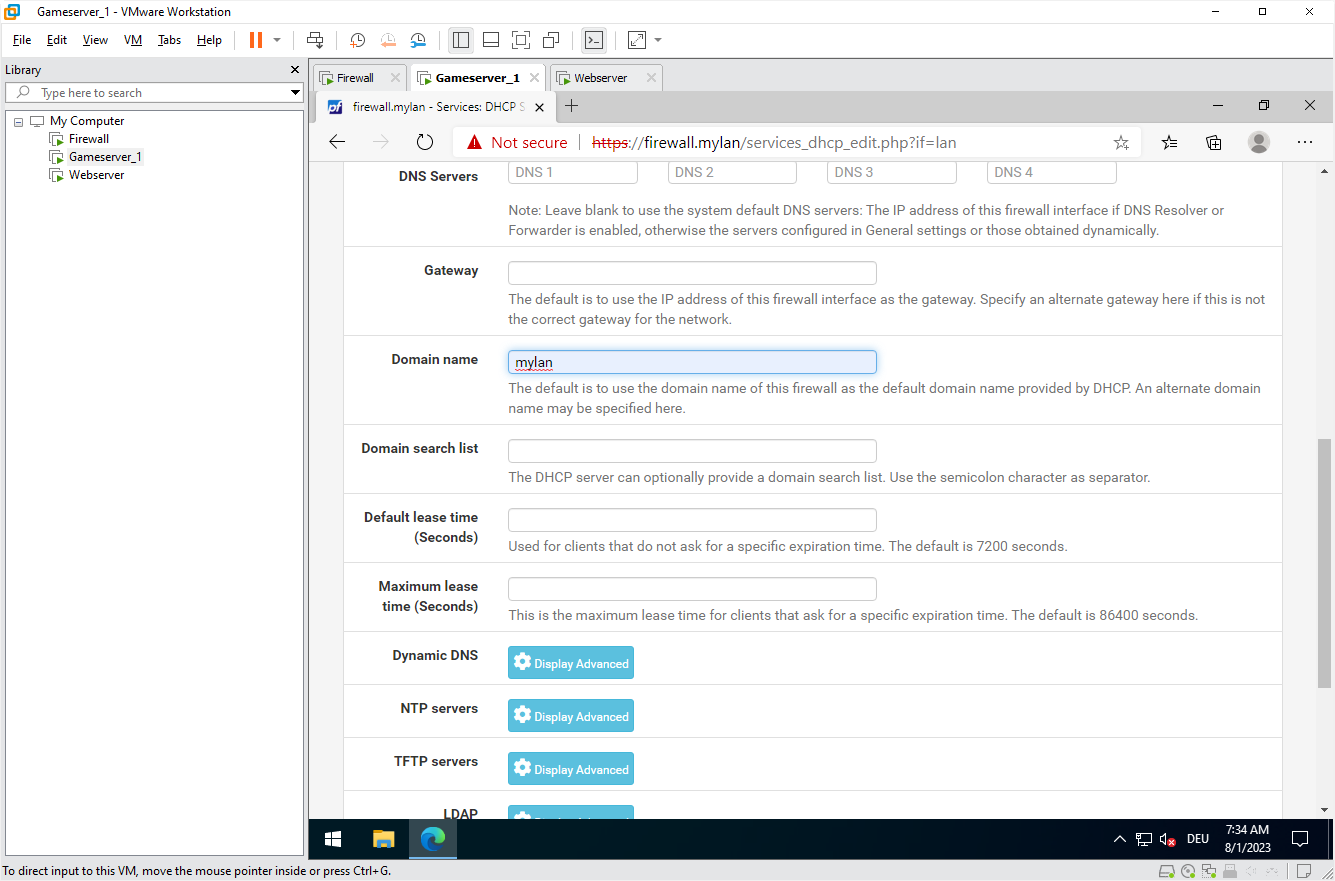 Gameserver_1 - VMware Workstation
File Edit View VM Tabs Help
Library
Type here to search
My Computer
Firewall
Gameserver_1
Webserver
Firewall
Gameserver_1
Webserver
pf firewall.mylan - Services: DHCP S
Not secure https://firewall.mylan/services_dhcp_edit.php?if=lan
DNS Servers
DNS 1 DNS 2 DNS 3 DNS 4
Note: Leave blank to use the system default DNS servers: The IP address of this firewall interface if DNS Resolver or
Forwarder is enabled, otherwise the servers configured in General settings or those obtained dynamically.
Gateway
The default is to use the IP address of this firewall interface as the gateway. Specify an alternate gateway here if this is not
the correct gateway for the network.
Domain name
mylan
The default is to use the domain name of this firewall as the default domain name provided by DHCP. An alternate domain
name may be specified here.
Domain search list
The DHCP server can optionally provide a domain search list. Use the semicolon character as separator.
Default lease time
(Seconds)
Used for clients that do not ask for a specific expiration time. The default is 7200 seconds.
Maximum lease
time (Seconds)
This is the maximum lease time for clients that ask for a specific expiration time. The default is 86400 seconds.
Dynamic DNS
Display Advanced
NTP servers
Display Advanced
TFTP servers
Display Advanced
LDAP
DEU
7:34 AM
8/1/2023
To direct input to this VM, move the mouse pointer inside or press Ctrl+G.